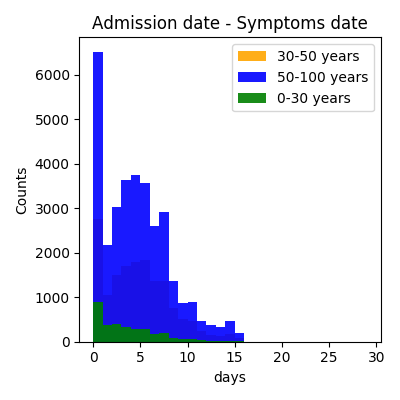 Admission date - Symptoms date
30-50 years
50-100 years
0-30 years
Counts
6000
5000
4000
3000
2000
1000
0
0 5 10 15 20 25 30
days